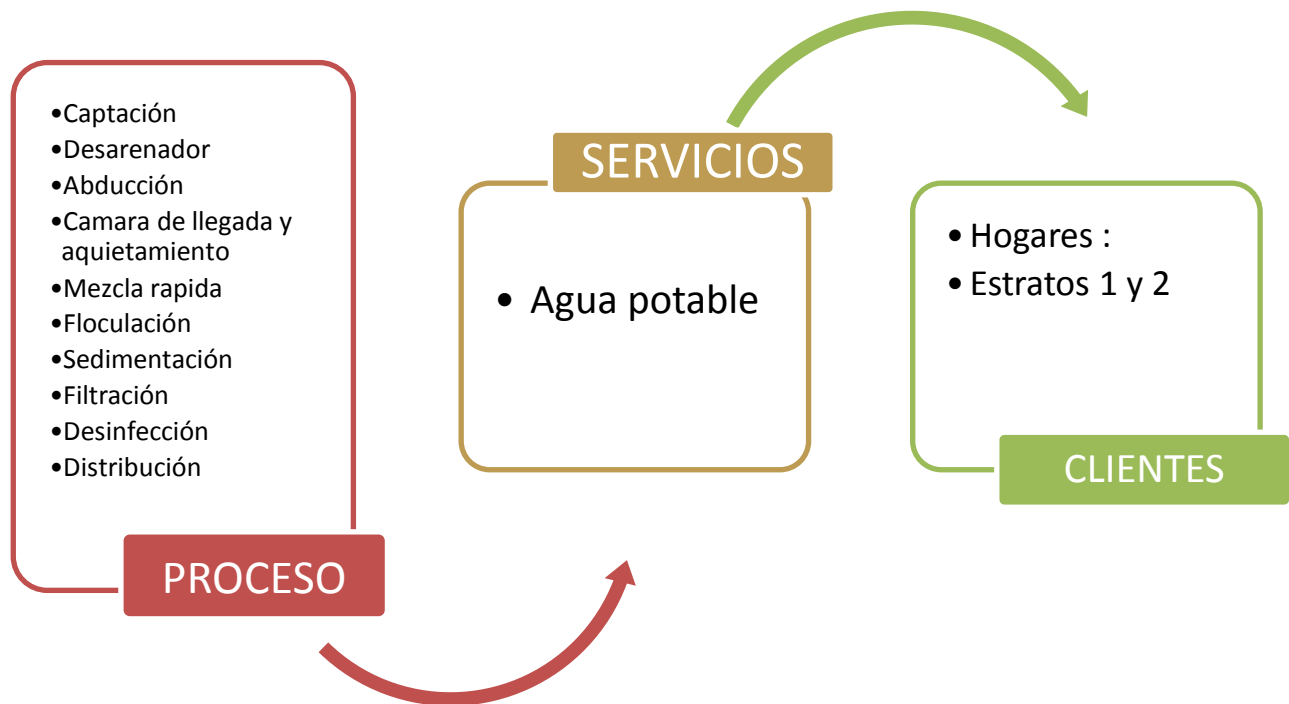 •Captación
•Desarenador
•Abducción
•Camara de llegada y
aquietamiento
•Mezcla rapida
•Floculación
•Sedimentación
•Filtración
•Desinfección
•Distribución
PROCESO
SERVICIOS
• Agua potable
• Hogares :
• Estratos 1 y 2
CLIENTES